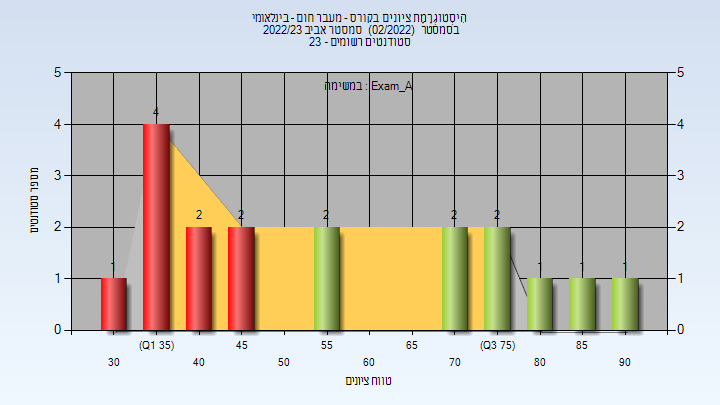 הִיסְטוֹגְרָמַת ציונים בקורס - מעבר חום - בינלאומי
בסמסטר (02/2022) סמסטר אביב 2022/23
סטודנטים רשומים - 23
במשימה : Exam_A
מספר סטודנטים
5 5
4 4
3 3
2 2
1 1
0 0
1 4 2 2 2 2 2 1 1 1
(Q1 35) 45 55 65 (Q3 75) 85
30 40 50 60 70 80 90
טווח ציונים